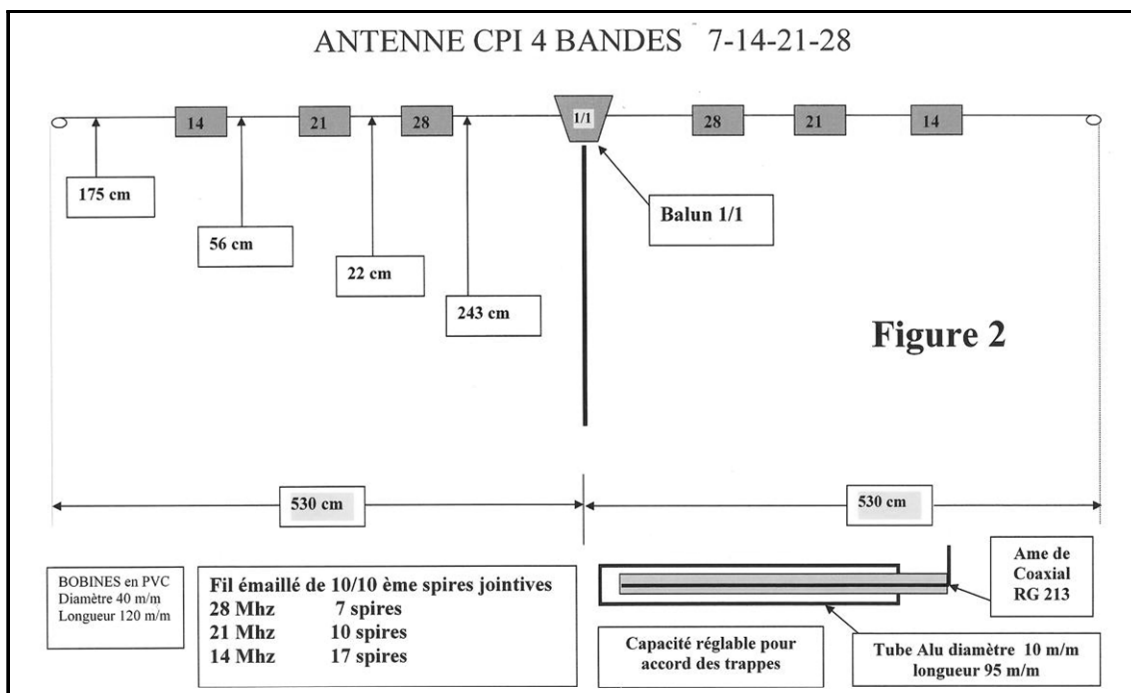 ANTENNE CPI 4 BANDES 7-14-21-28
14
21
28
1/1
28
21
14
175 cm
56 cm
22 cm
243 cm
Balun 1/1
Figure 2
530 cm
530 cm
BOBINES en PVC
Diamètre 40 m/m
Longueur 120 m/m
Fil émaillé de 10/10 ème spires jointives
28 Mhz 7 spires
21 Mhz 10 spires
14 Mhz 17 spires
Ame de
Coaxial
RG 213
Capacité réglable pour
accord des trappes
Tube Alu diamètre 10 m/m
longueur 95 m/m